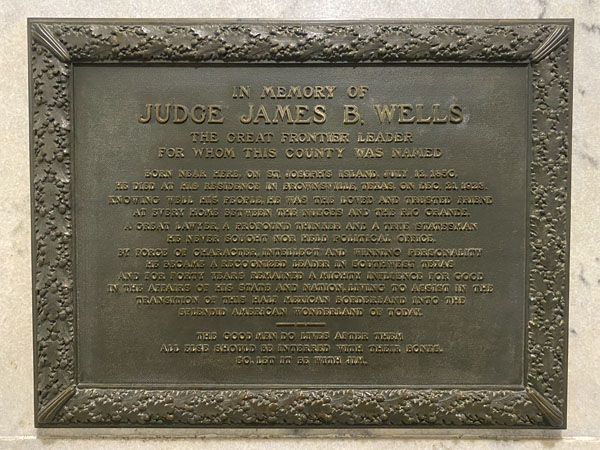 IN MEMORY OF
JUDGE JAMES B. WELLS
THE GREAT FRONTIER LEADER
FOR WHOM THIS COUNTY WAS NAMED
BORN NEAR HERE, ON ST. JOSEPH'S ISLAND, JULY 12, 1850.
HE DIED AT HIS RESIDENCE IN BROWNSVILLE, TEXAS, ON DEC. 21, 1923.
KNOWING WELL HIS PEOPLE, HE WAS THE LOVED AND TRUSTED FRIEND
AT EVERY HOME BETWEEN THE NUECES AND THE RIO GRANDE.
A GREAT LAWYER, A PROFOUND THINKER AND A TRUE STATESMAN
HE NEVER SOUGHT NOR HELD POLITICAL OFFICE.
BY FORCE OF CHARACTER, INTELLECT AND WINNING PERSONALITY
HE BECAME A RECOGNIZED LEADER IN SOUTHWEST TEXAS
AND FOR FORTY YEARS REMAINED A MIGHTY INFLUENCE FOR GOOD
IN THE AFFAIRS OF HIS STATE AND NATION, LIVING TO ASSIST IN THE
TRANSITION OF THIS HALF MEXICAN BORDERLAND INTO THE
SPLENDID AMERICAN WONDERLAND OF TODAY.
THE GOOD MEN DO LIVES AFTER THEM
ALL ELSE SHOULD BE INTERRED WITH THEIR BONES.
SO, LET IT BE WITH JIM.